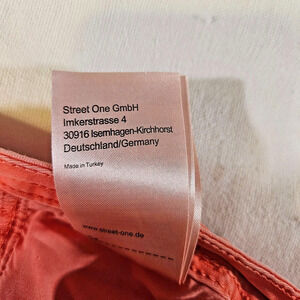 Street One GmbH
Imkerstrasse 4
30916 Isernhagen-Kirchhorst
Deutschland/Germany
Made in Turkey
www.street-one.de